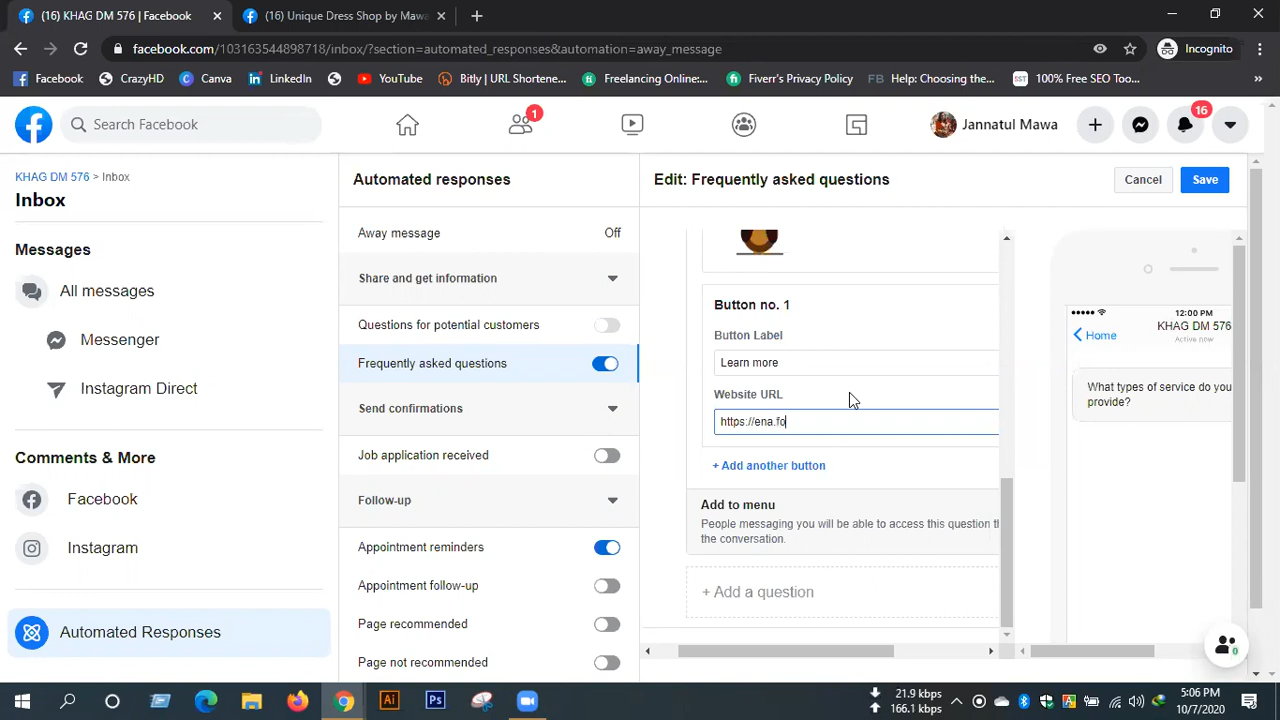 (16) KHAG DM 576 | Facebook
(16) Unique Dress Shop by Mawa
facebook.com/103163544898718/inbox/?section=automated_responses&automation=away_message
Incognito
Facebook
CrazyHD
Canva
LinkedIn
YouTube
Bitly | URL Shortene...
Freelancing Online:...
Fiverr's Privacy Policy
FB Help: Choosing the...
SST 100% Free SEO Too...
Search Facebook
1
Jannatul Mawa
16
KHAG DM 576 > Inbox
Inbox
Messages
All messages
Messenger
Instagram Direct
Comments & More
Facebook
Instagram
Automated Responses
Automated responses
Away message Off
Share and get information
Questions for potential customers
Frequently asked questions
Send confirmations
Job application received
Follow-up
Appointment reminders
Appointment follow-up
Page recommended
Page not recommended
Edit: Frequently asked questions
Cancel
Save
Button no. 1
Button Label
Learn more
Website URL
https://ena.fo
+ Add another button
Add to menu
People messaging you will be able to access this question th
the conversation.
+ Add a question
12:00 PM
Home
KHAG DM 576
Active now
What types of service do you
provide?
0
Ai
Ps
21.9 kbps
166.1 kbps
5:06 PM
10/7/2020